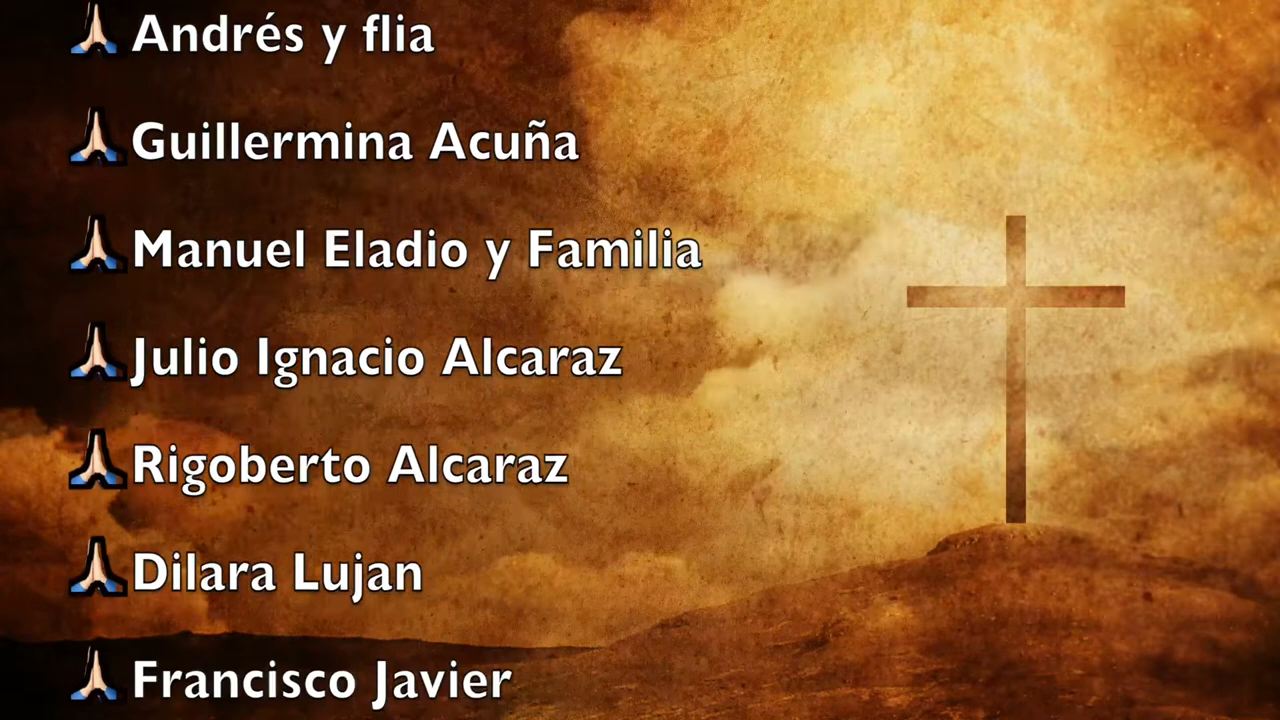 🙏🏻Andrés y flia
🙏🏻Guillermina Acuña
🙏🏻Manuel Eladio y Familia
🙏🏻Julio Ignacio Alcaraz
🙏🏻Rigoberto Alcaraz
🙏🏻Dilara Lujan
🙏🏻Francisco Javier